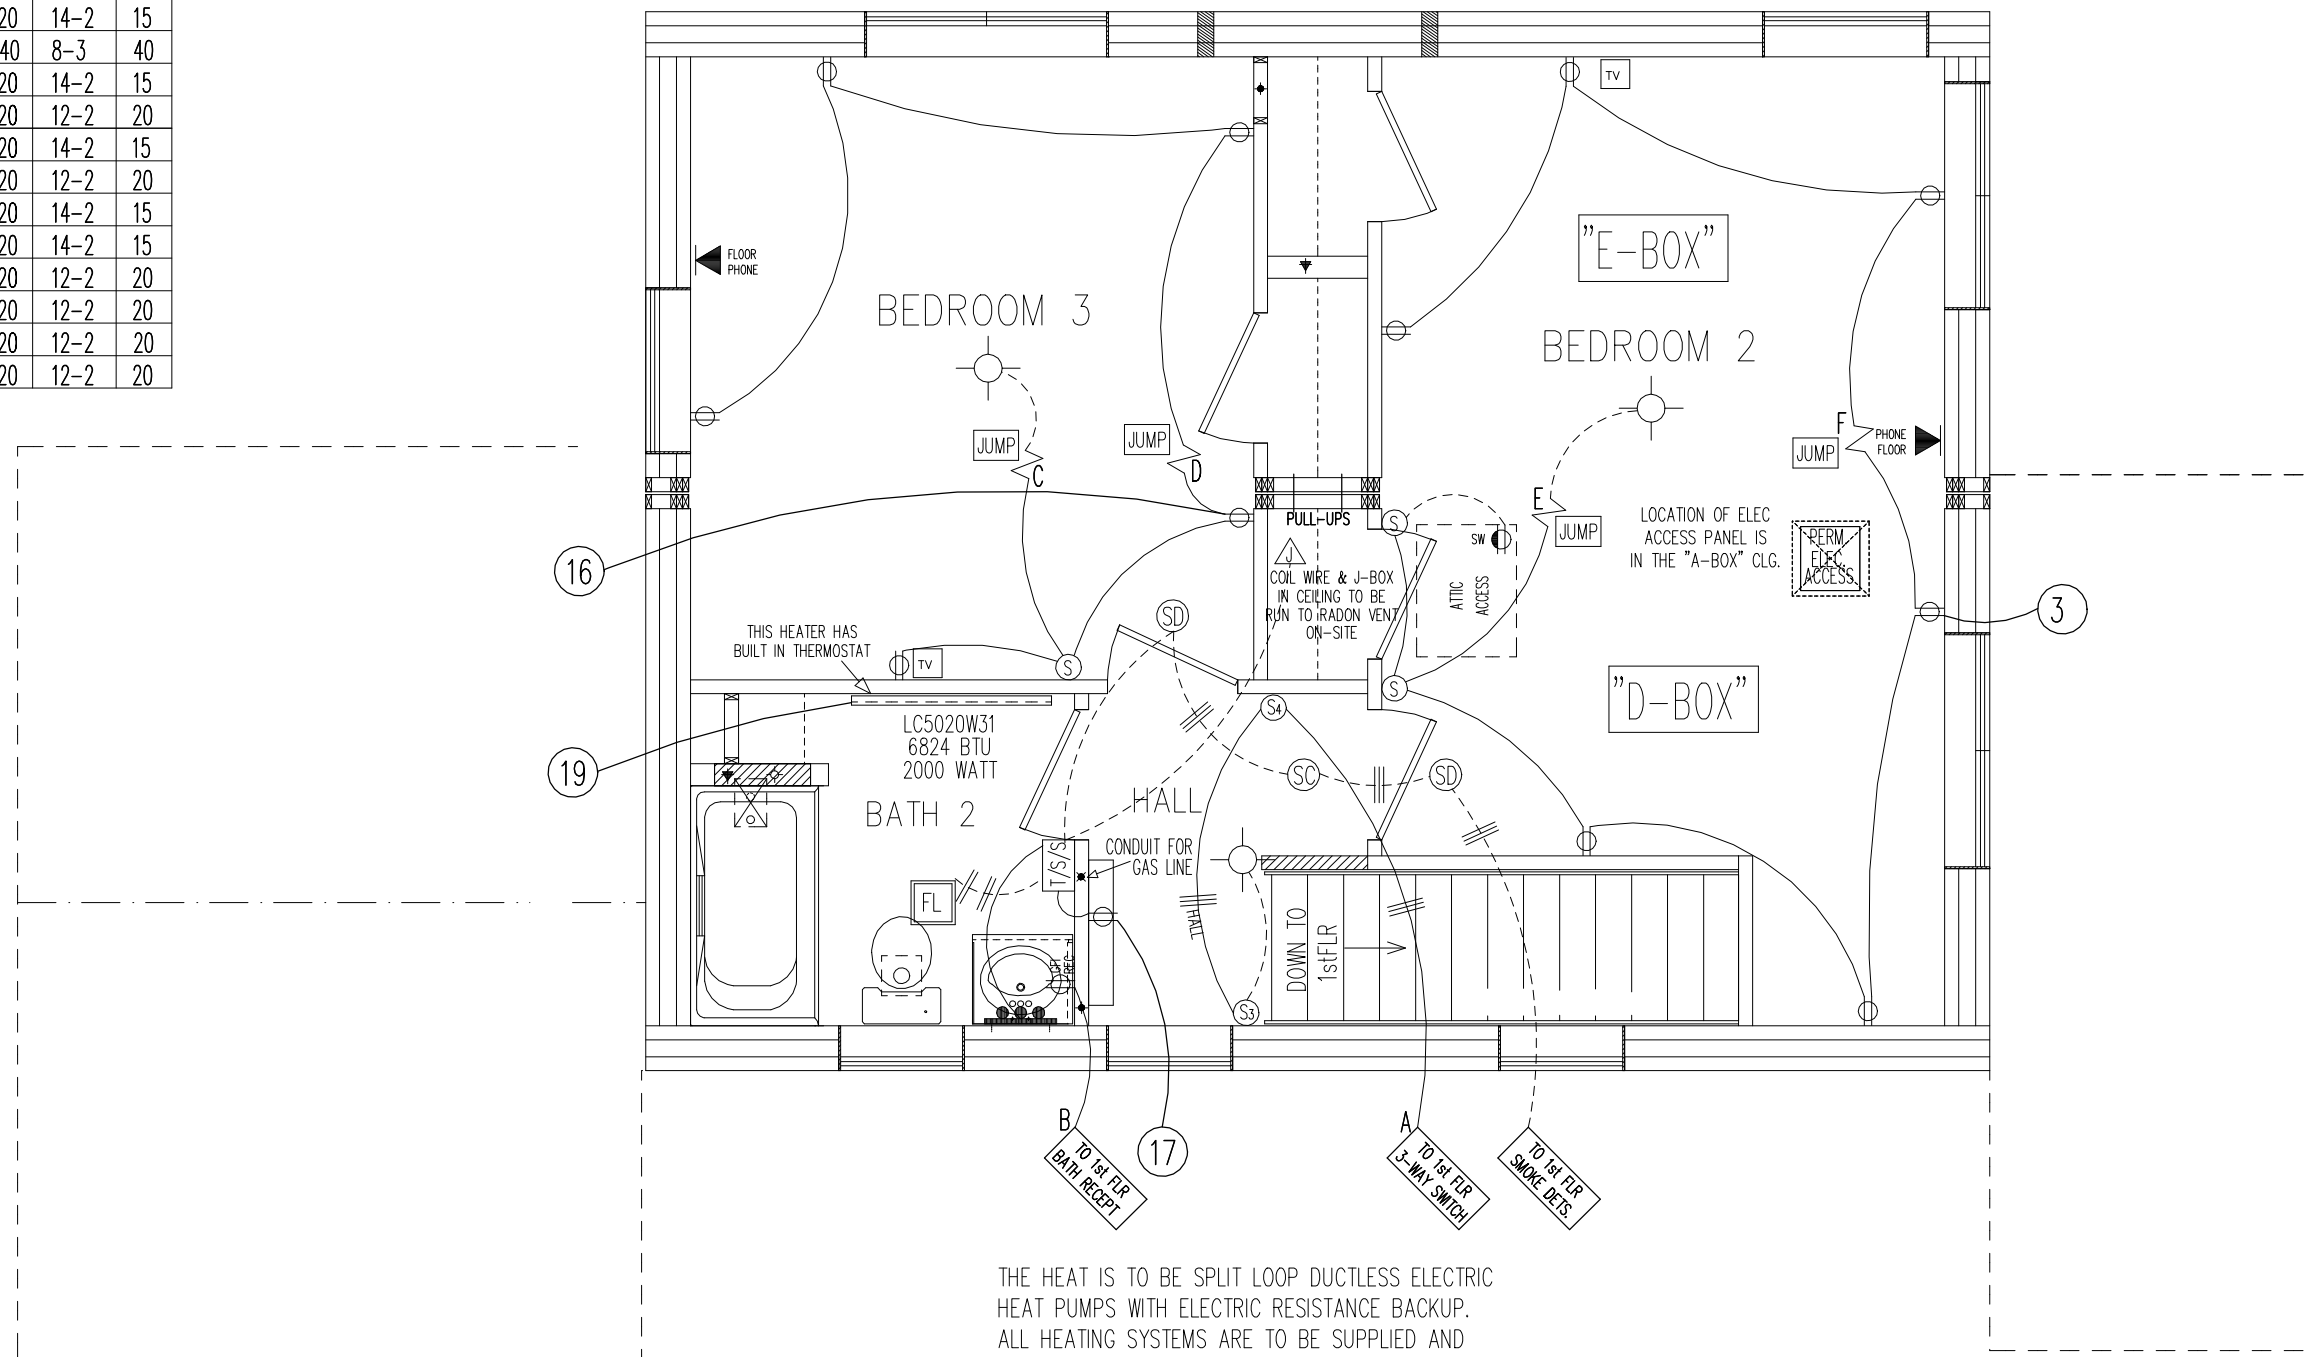 20 14-2 15
40 8-3 40
20 14-2 15
20 12-2 20
20 14-2 15
20 12-2 20
20 14-2 15
20 14-2 15
20 12-2 20
20 12-2 20
20 12-2 20
20 12-2 20
TV
FLOOR
PHONE
"E-BOX"
BEDROOM 3
BEDROOM 2
JUMP
JUMP
C
D
F
PHONE
FLOOR
JUMP
E
JUMP
LOCATION OF ELEC
ACCESS PANEL IS
IN THE "A-BOX" CLG.
PERM
ELEC
ACCESS
PULL-UPS
S
SW
J
COIL WIRE & J-BOX
IN CEILING TO BE
RUN TO RADON VENT
ON-SITE
ATTIC
ACCESS
16
3
SD
THIS HEATER HAS
BUILT IN THERMOSTAT
TV
S
S
"D-BOX"
S4
LC5020W31
6824 BTU
2000 WATT
19
SC
SD
BATH 2
HALL
CONDUIT FOR
GAS LINE
T/S/S
FL
HALL
DOWN TO
1stFLR
GFI
REC
S3
B
TO 1st FLR
BATH RECEPT
17
A
TO 1st FLR
3-WAY SWITCH
TO 1st FLR
SMOKE DETS.
THE HEAT IS TO BE SPLIT LOOP DUCTLESS ELECTRIC
HEAT PUMPS WITH ELECTRIC RESISTANCE BACKUP.
ALL HEATING SYSTEMS ARE TO BE SUPPLIED AND